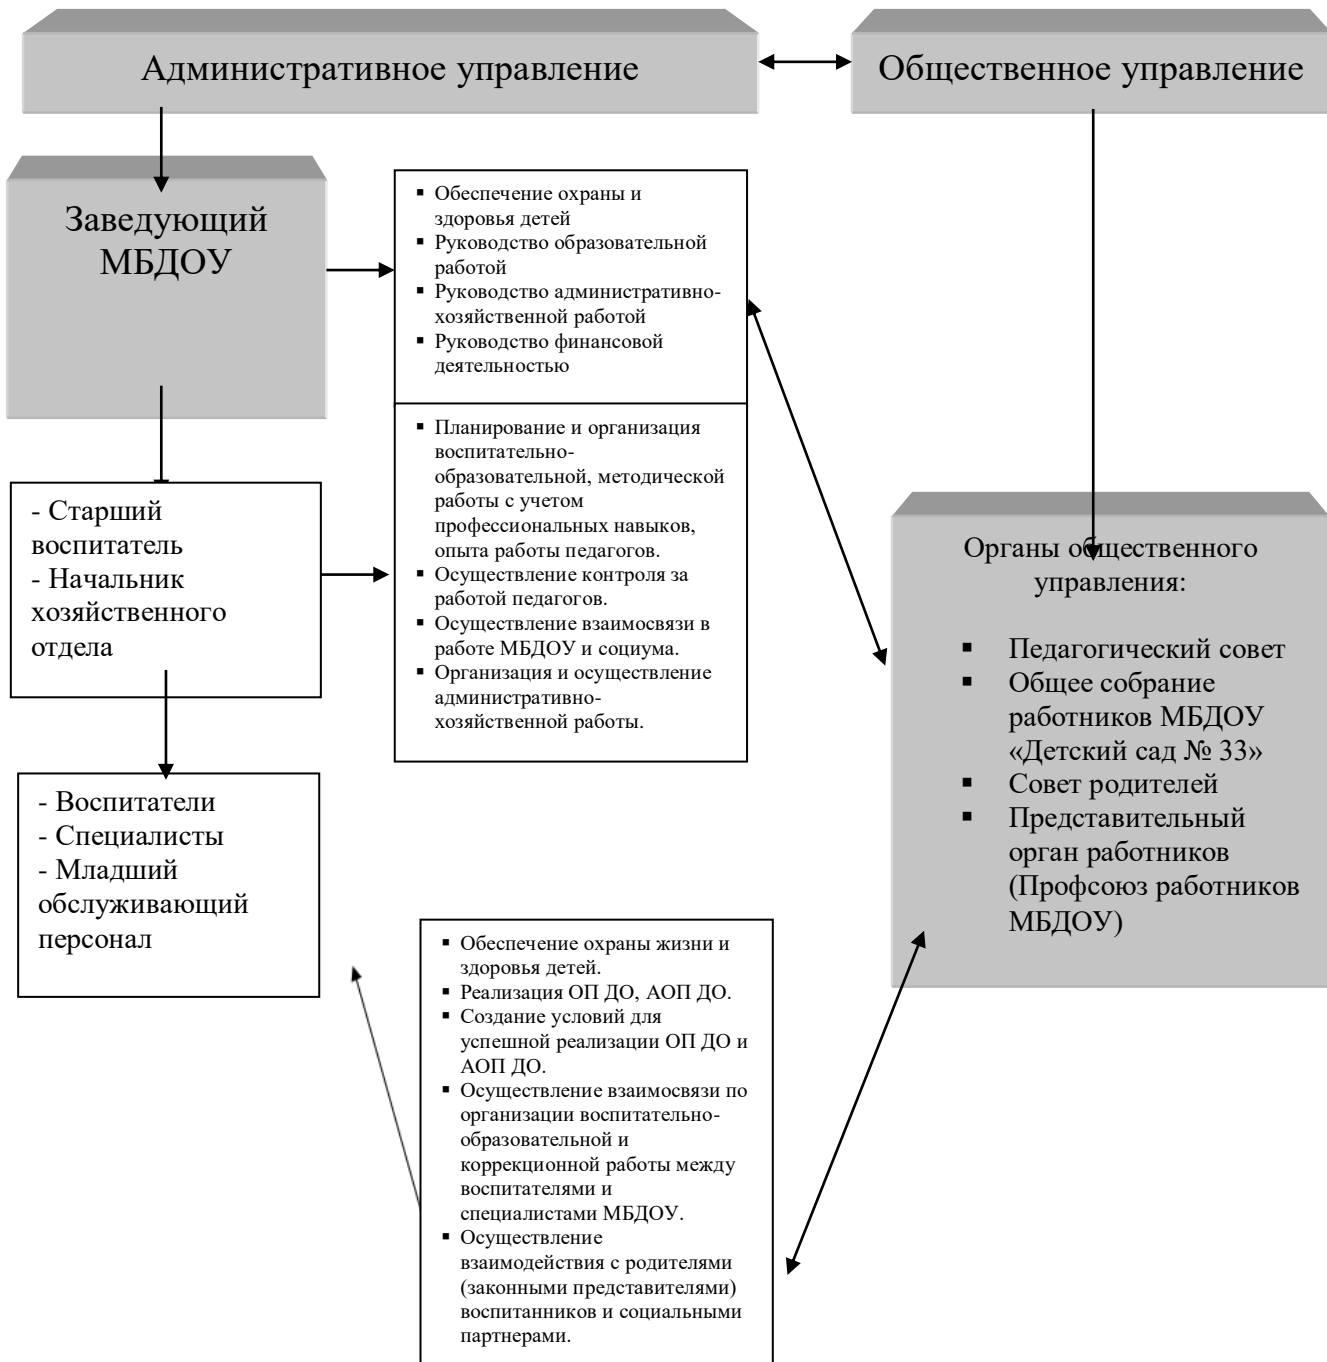 Административное управление
Общественное управление
Заведующий
МБДОУ
▪ Обеспечение охраны и
здоровья детей
▪ Руководство образовательной
работой
▪ Руководство административно-
хозяйственной работой
▪ Руководство финансовой
деятельностью
▪ Планирование и организация
воспитательно-
образовательной, методической
работы с учетом
профессиональных навыков,
опыта работы педагогов.
▪ Осуществление контроля за
работой педагогов.
▪ Осуществление взаимосвязи в
работе МБДОУ и социума.
▪ Организация и осуществление
административно-
хозяйственной работы.
- Старший
воспитатель
- Начальник
хозяйственного
отдела
Органы общественного
управления:
▪ Педагогический совет
▪ Общее собрание
работников МБДОУ
«Детский сад № 33»
▪ Совет родителей
▪ Представительный
орган работников
(Профсоюз работников
МБДОУ)
- Воспитатели
- Специалисты
- Младший
обслуживающий
персонал
▪ Обеспечение охраны жизни и
здоровья детей.
▪ Реализация ОП ДО, АОП ДО.
▪ Создание условий для
успешной реализации ОП ДО и
АОП ДО.
▪ Осуществление взаимосвязи по
организации воспитательно-
образовательной и
коррекционной работы между
воспитателями и
специалистами МБДОУ.
▪ Осуществление
взаимодействия с родителями
(законными представителями)
воспитанников и социальными
партнерами.